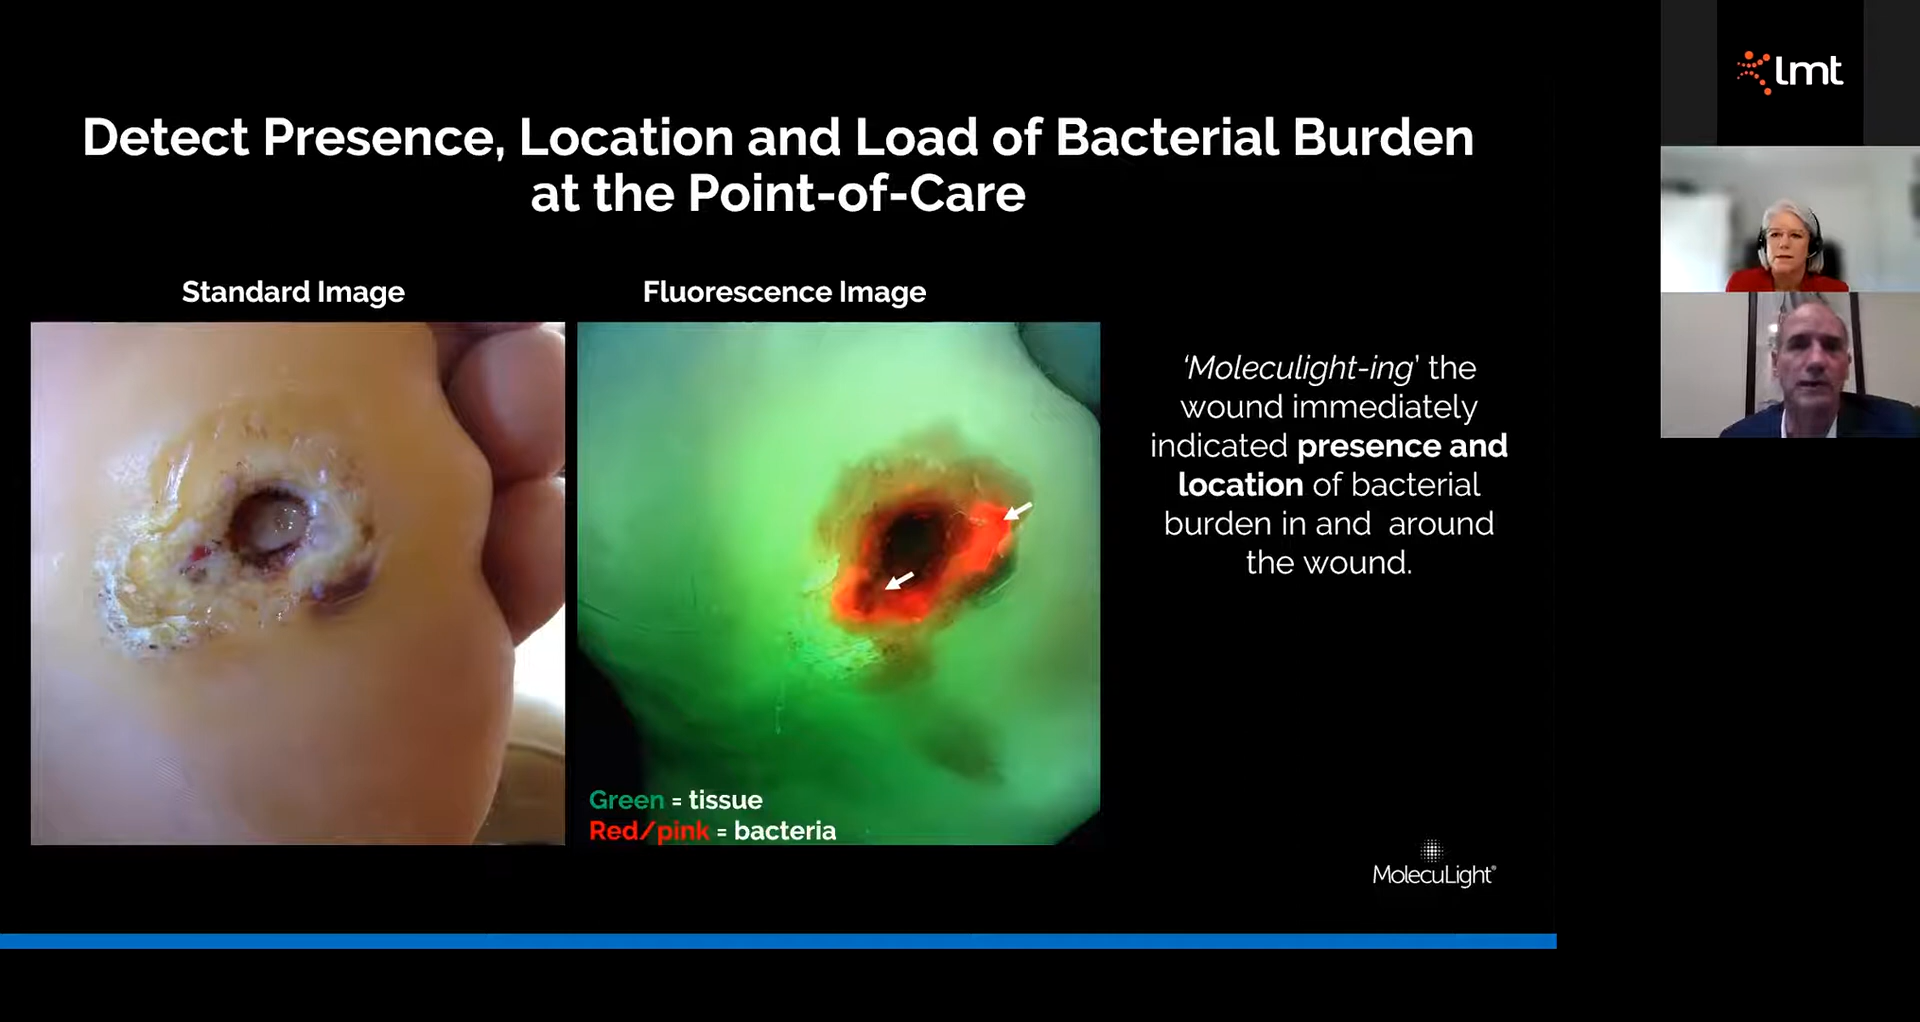 Detect Presence, Location and Load of Bacterial Burden
at the Point-of-Care
Standard Image
Fluorescence Image
Green = tissue
Red/pink = bacteria
‘Moleculight-ing’ the
wound immediately
indicated presence and
location of bacterial
burden in and around
the wound.
MolecuLight®
lmt